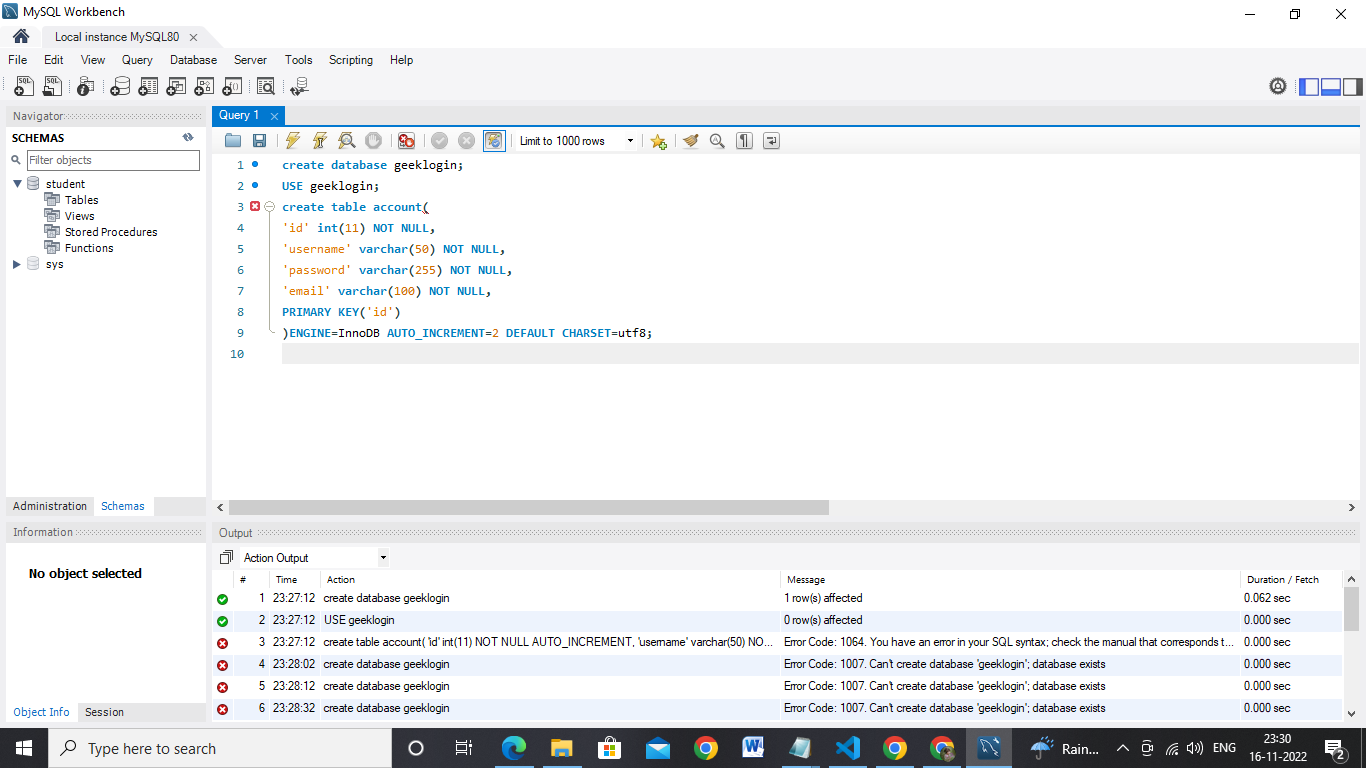 MySQL Workbench
Local instance MySQL80
File Edit View Query Database Server Tools Scripting Help
Navigator
SCHEMAS
Filter objects
student
Tables
Views
Stored Procedures
Functions
sys
Administration Schemas
Information
No object selected
Object Info Session
Query 1
Limit to 1000 rows
1 create database geeklogin;
2 USE geeklogin;
3 create table account(
4 'id' int(11) NOT NULL,
5 'username' varchar(50) NOT NULL,
6 'password' varchar(255) NOT NULL,
7 'email' varchar(100) NOT NULL,
8 PRIMARY KEY('id')
9 )ENGINE=InnoDB AUTO_INCREMENT=2 DEFAULT CHARSET=utf8;
10
Output
Action Output
# Time Action Message Duration / Fetch
1 23:27:12 create database geeklogin 1 row(s) affected 0.062 sec
2 23:27:12 USE geeklogin 0 row(s) affected 0.000 sec
3 23:27:12 create table account( 'id' int(11) NOT NULL AUTO_INCREMENT, 'username' varchar(50) NO... Error Code: 1064. You have an error in your SQL syntax; check the manual that corresponds t... 0.000 sec
4 23:28:02 create database geeklogin Error Code: 1007. Can't create database 'geeklogin'; database exists 0.000 sec
5 23:28:12 create database geeklogin Error Code: 1007. Can't create database 'geeklogin'; database exists 0.000 sec
6 23:28:32 create database geeklogin Error Code: 1007. Can't create database 'geeklogin'; database exists 0.000 sec
Type here to search
Rain...
ENG
23:30
16-11-2022
2